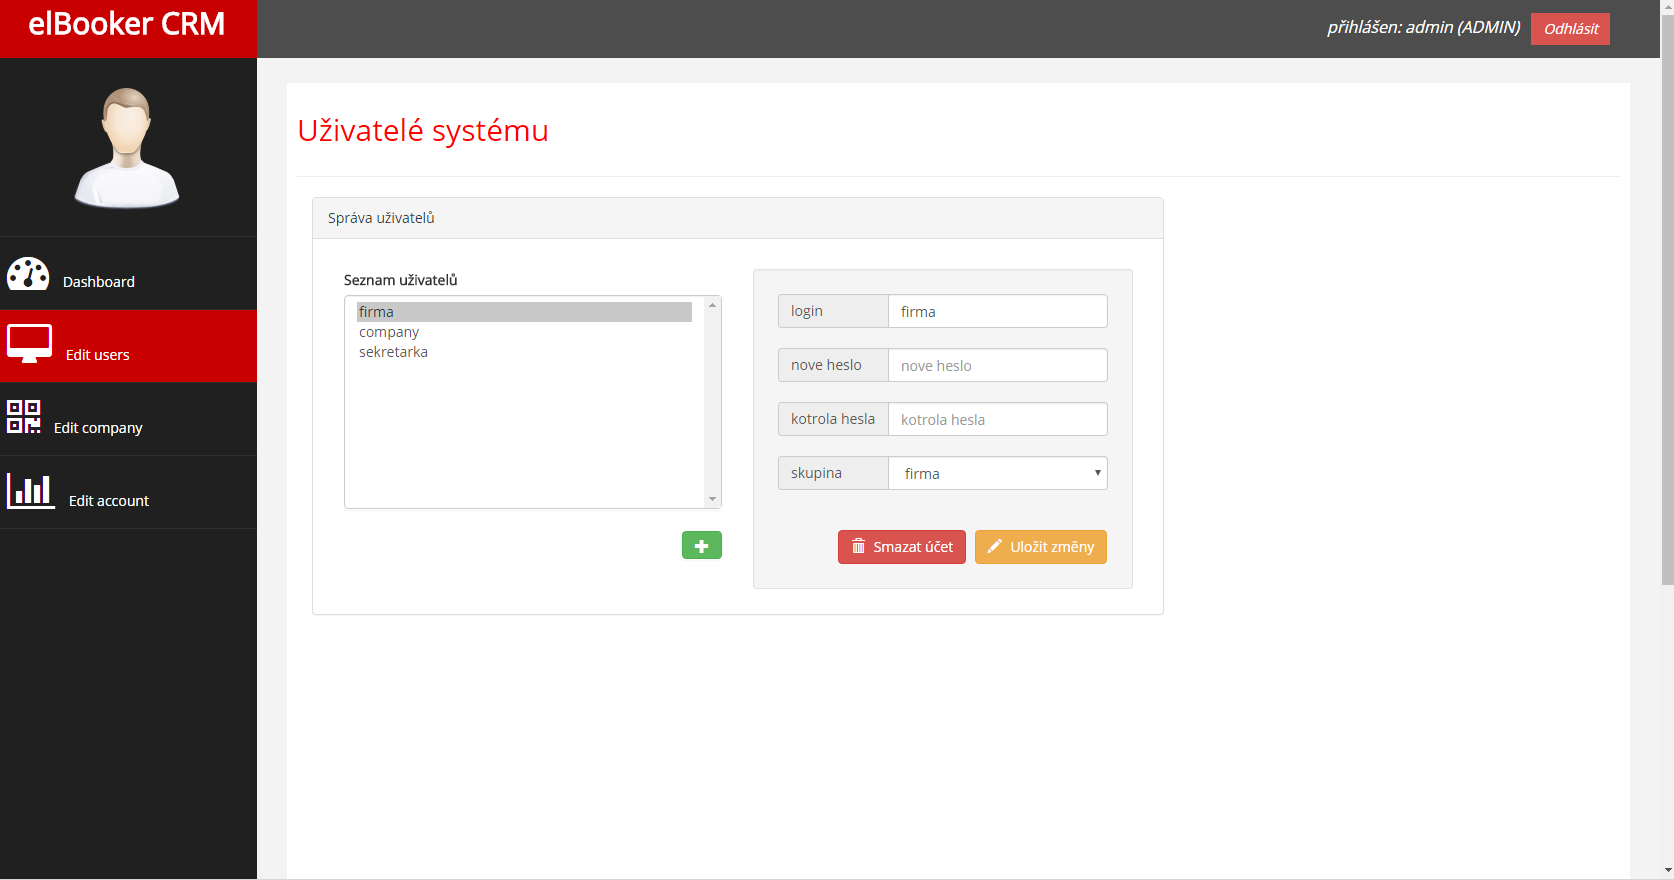 elBooker CRM
přihlášen: admin (ADMIN)
Odhlásit
Dashboard
Edit users
Edit company
Edit account
Uživatelé systému
Správa uživatelů
Seznam uživatelů
firma
company
sekretarka
login
firma
nove heslo
nove heslo
kotrola hesla
kotrola hesla
skupina
firma
Smazat účet
Uložit změny